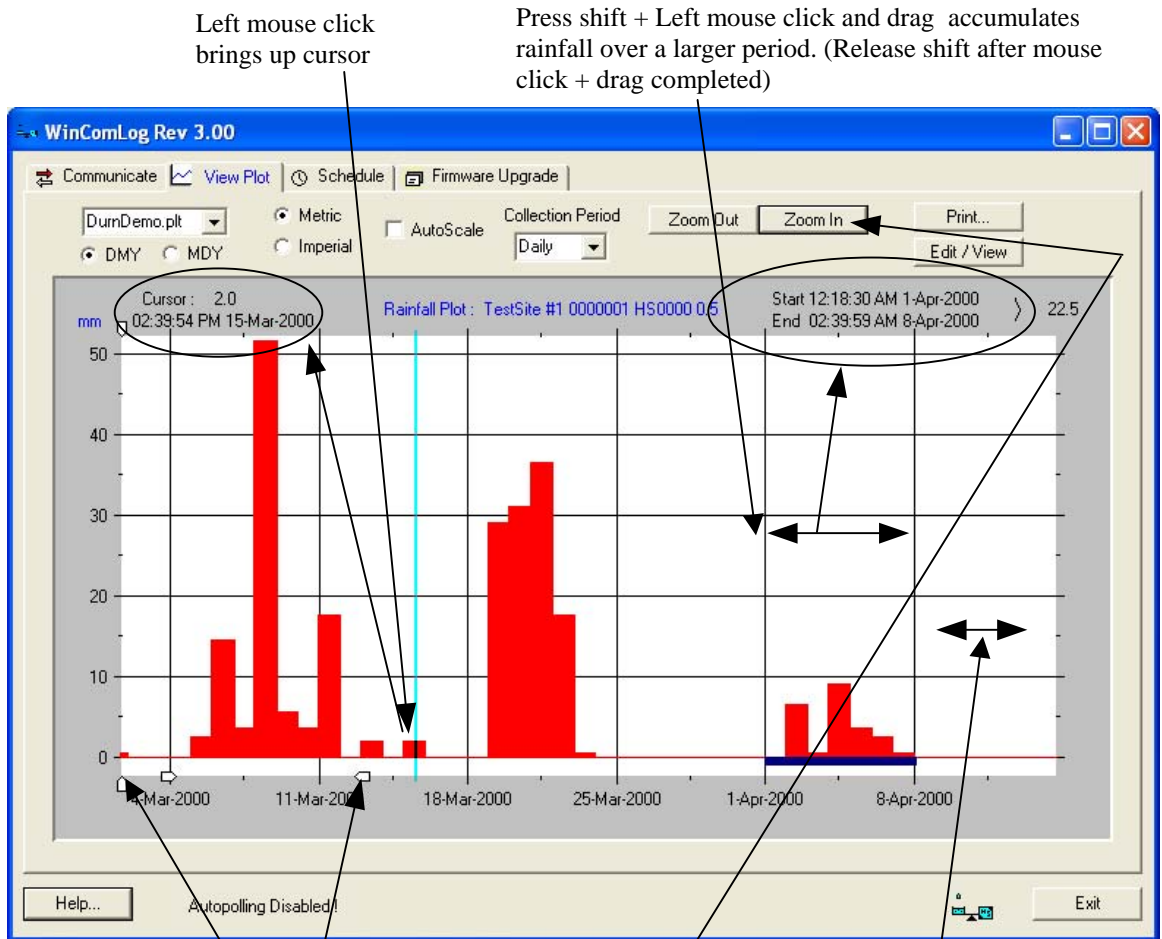 Left mouse click
brings up cursor
Press shift + Left mouse click and drag accumulates
rainfall over a larger period. (Release shift after mouse
click + drag completed)
WinComLog Rev 3.00
Communicate View Plot Schedule Firmware Upgrade
DurnDemo.plt
Metric
Imperial
DMY MDY
AutoScale
Collection Period
Daily
Zoom Out Zoom In
Print...
Edit / View
Cursor : 2.0
02:39:54 PM 15-Mar-2000
mm
Rainfall Plot : TestSite #1 0000001 HS0000 0.5
Start 12:18:30 AM 1-Apr-2000
End 02:39:59 AM 8-Apr-2000
22.5
50
40
30
20
10
0
4-Mar-2000 11-Mar-2000 18-Mar-2000 25-Mar-2000 1-Apr-2000 8-Apr-2000
Help...
Autopolling Disabled !
Exit